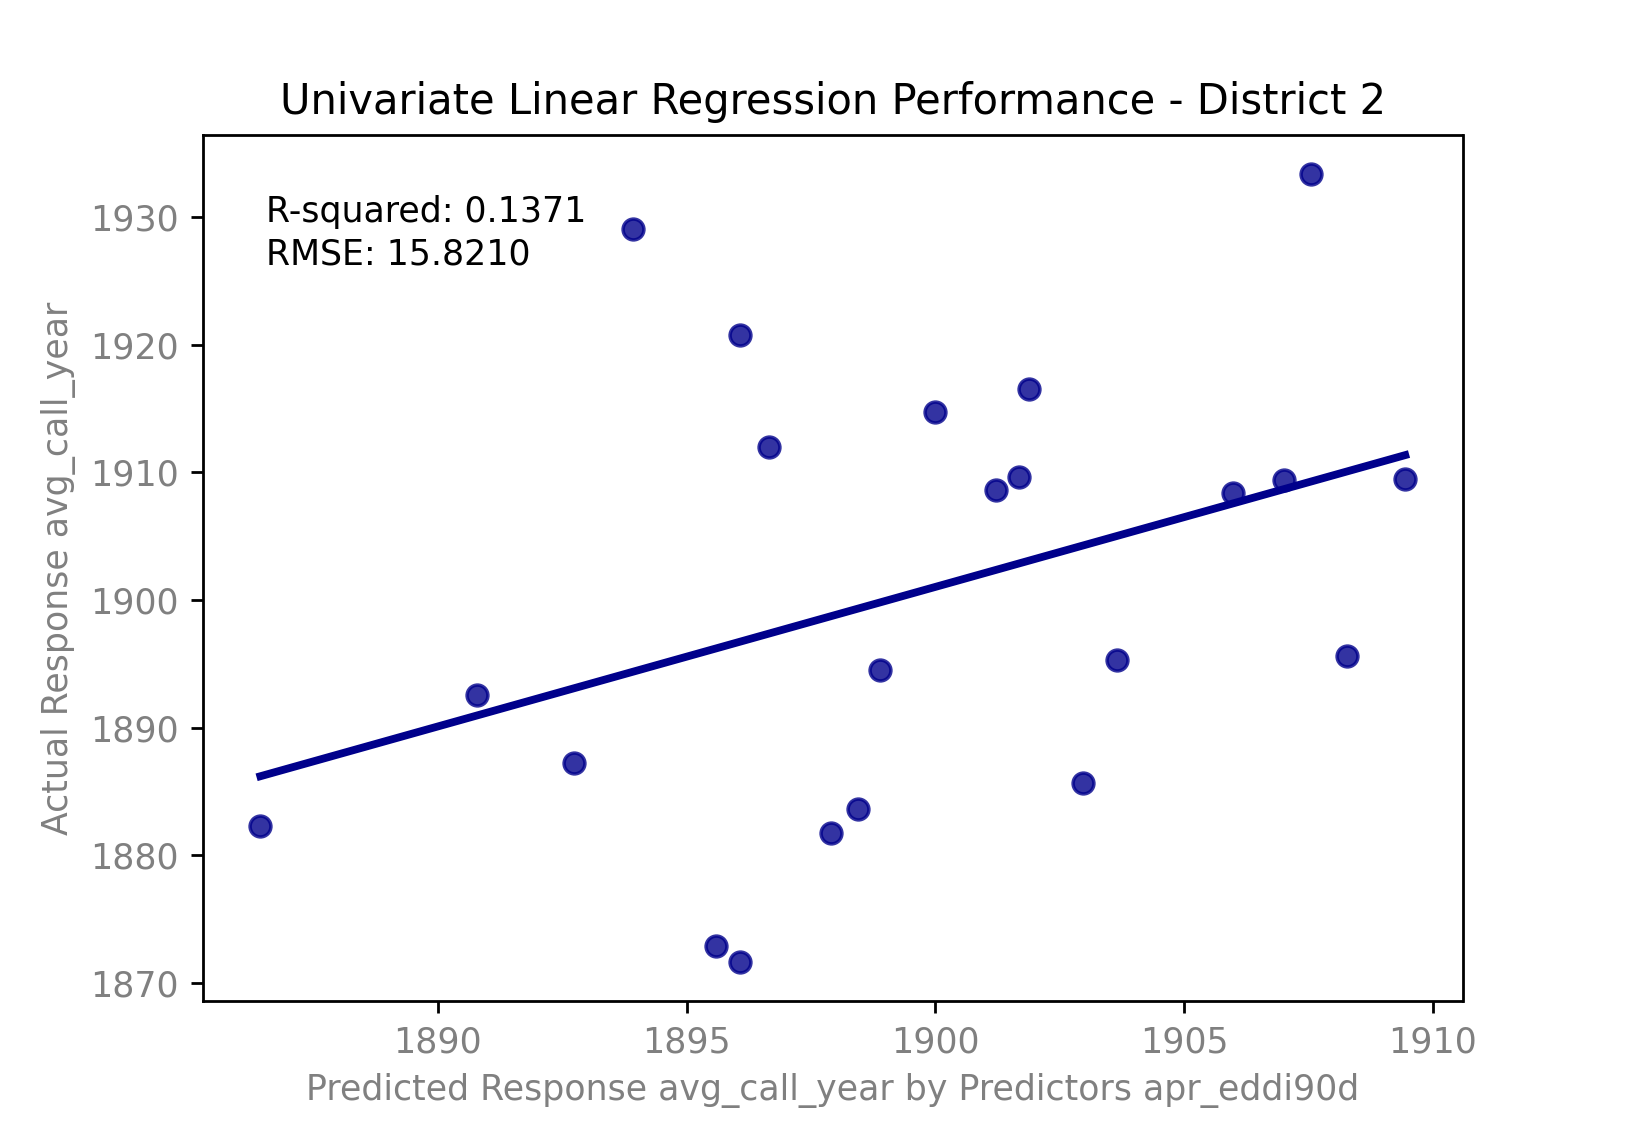 Univariate Linear Regression Performance - District 2
R-squared: 0.1371
RMSE: 15.8210
Actual Response avg_call_year
1930
1920
1910
1900
1890
1880
1870
1890 1895 1900 1905 1910
Predicted Response avg_call_year by Predictors apr_eddi90d